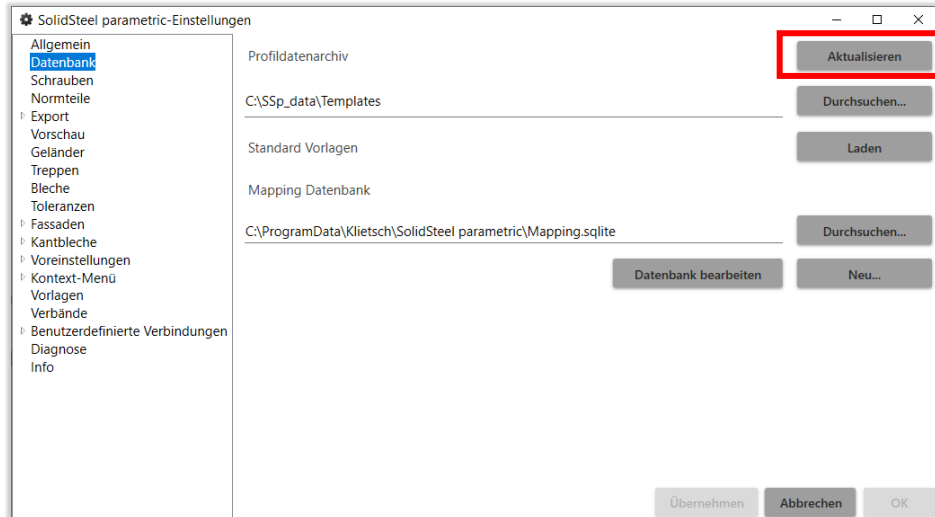 SolidSteel parametric-Einstellungen
Allgemein
Datenbank
Schrauben
Normteile
Export
Vorschau
Geländer
Treppen
Bleche
Toleranzen
Fassaden
Kantbleche
Voreinstellungen
Kontext-Menü
Vorlagen
Verbände
Benutzerdefinierte Verbindungen
Diagnose
Info
Profildatenarchiv
Aktualisieren
C:\SSp_data\Templates
Durchsuchen...
Standard Vorlagen
Laden
Mapping Datenbank
C:\ProgramData\Klietsch\SolidSteel parametric\Mapping.sqlite
Durchsuchen...
Datenbank bearbeiten
Neu...
Übernehmen
Abbrechen
OK